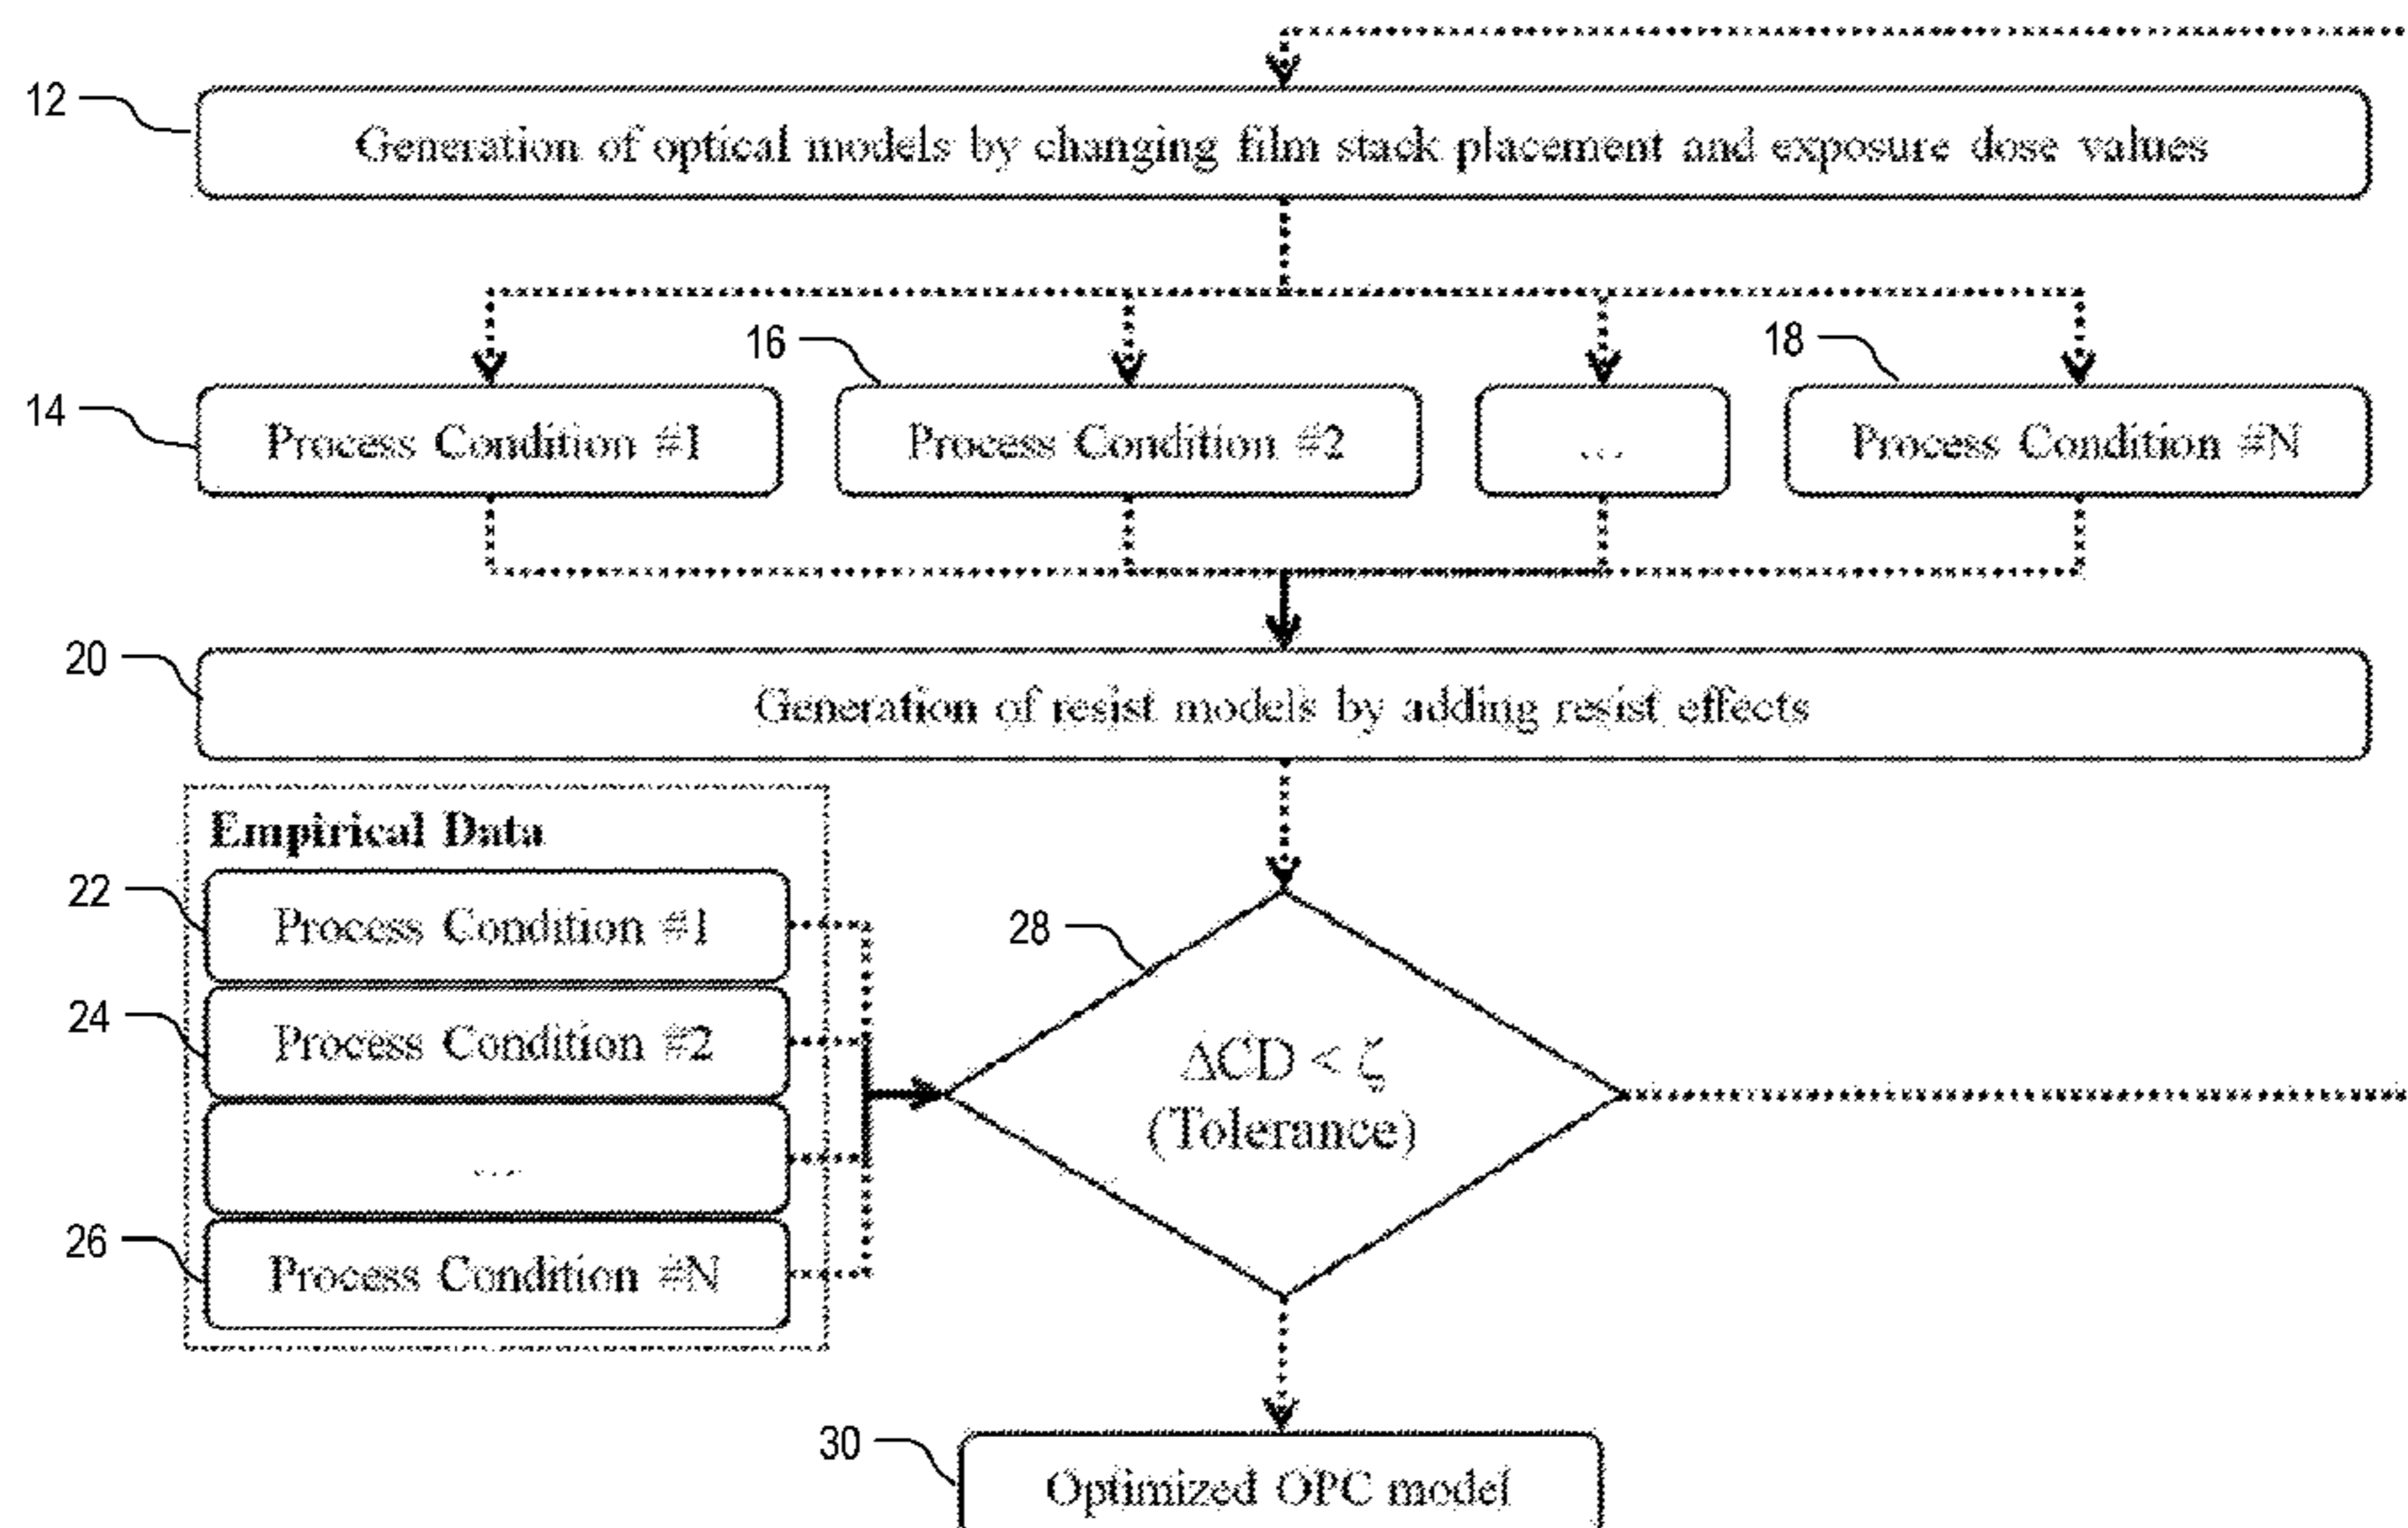 12
Generation of optical models by changing film stack placement and exposure dose values
16
18
14
Process Condition #1
Process Condition #2
...
Process Condition #N
20
Generation of resist models by adding resist effects
Empirical Data
22
Process Condition #1
24
Process Condition #2
...
26
Process Condition #N
28
ΔCD < ζ
(Tolerance)
30
Optimized OPC model